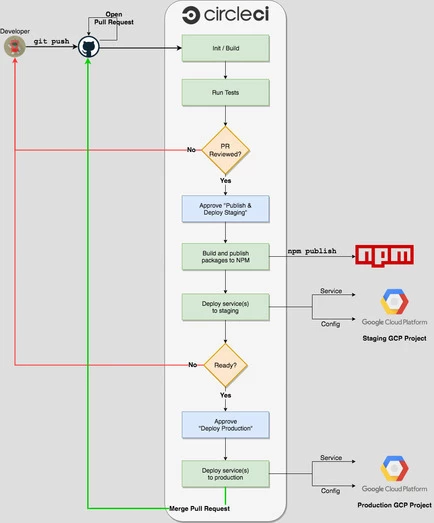 circleci
Open
Pull Request
Developer
git push
Init / Build
Run Tests
No
PR
Reviewed?
Yes
Approve "Publish &
Deploy Staging"
Build and publish
packages to NPM
npm publish
npm
Deploy service(s)
to staging
Service
Config
Google Cloud Platform
Staging GCP Project
No
Ready?
Yes
Approve
"Deploy Production"
Deploy service(s)
to production
Service
Config
Google Cloud Platform
Production GCP Project
Merge Pull Request